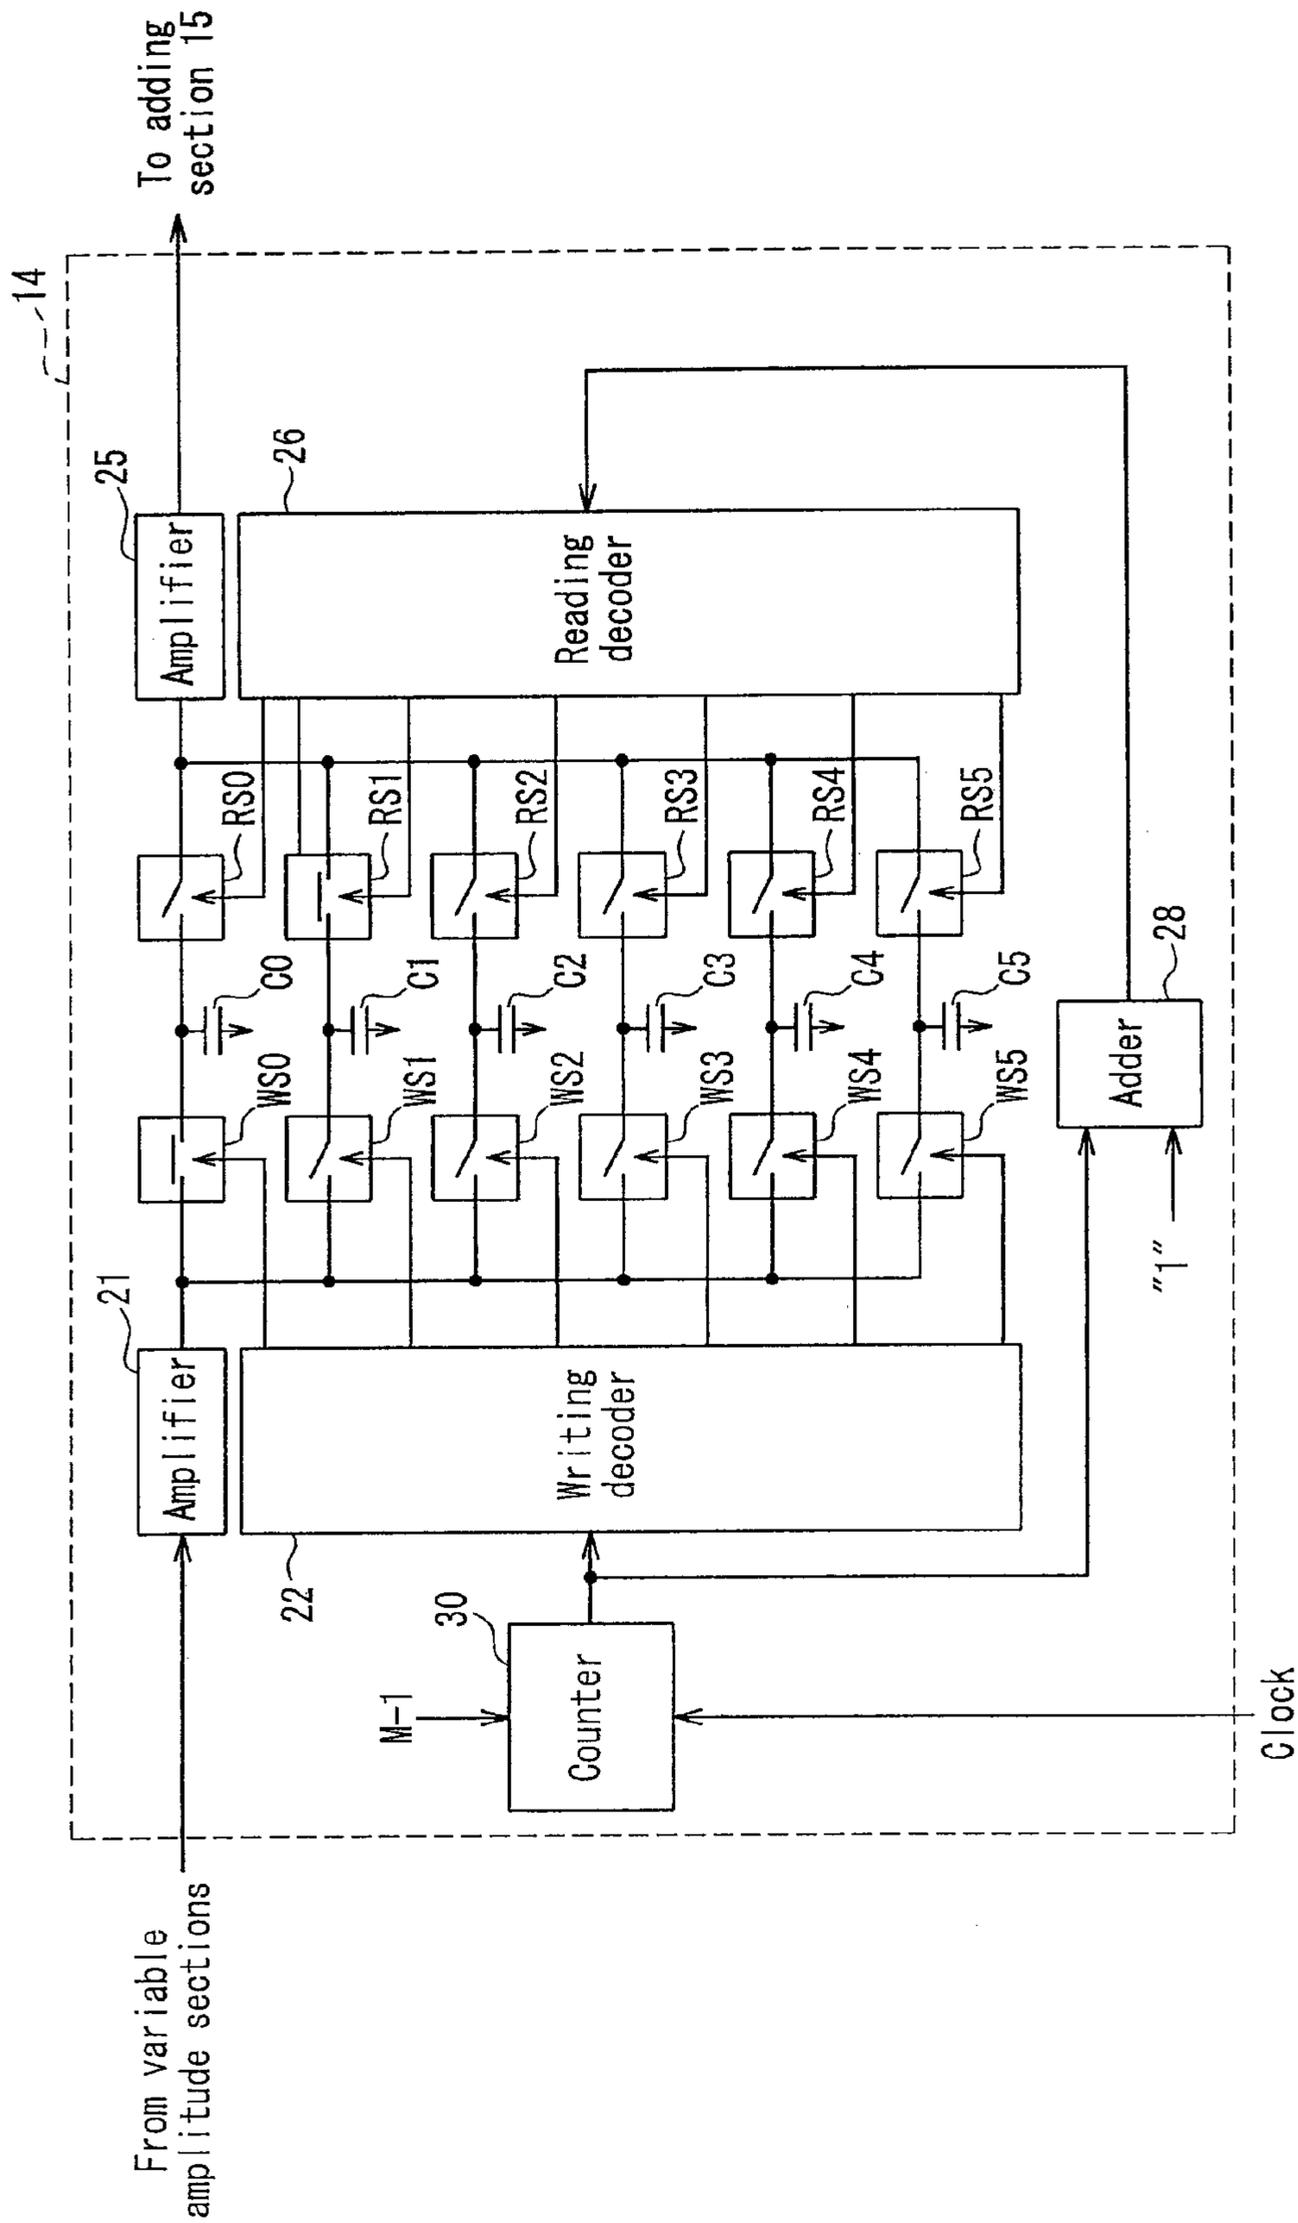 14
From variable
amplitude sections
21
Amplifier
25
Amplifier
To adding
section 15
WS0
C0
RS0
WS1
C1
RS1
WS2
C2
RS2
WS3
C3
RS3
WS4
C4
RS4
WS5
C5
RS5
22
Writing
decoder
26
Reading
decoder
M-1
30
Counter
Clock
"1"
Adder
28